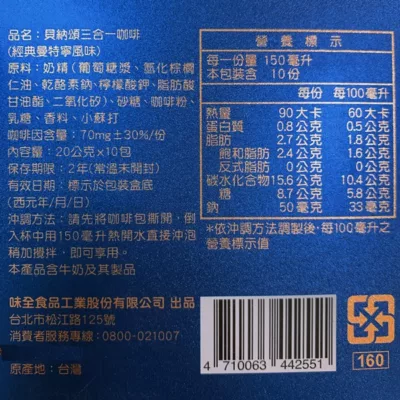 品名：貝納頌三合一咖啡
(經典曼特寧風味)
原料：奶精(葡萄糖漿、氫化棕櫚
仁油、乾酪素鈉、檸檬酸鉀、脂肪酸
甘油酯、二氧化矽)、砂糖、咖啡粉、
乳糖、香料、小蘇打
咖啡因含量：70mg±30%/份
內容量：20公克×10包
保存期限：2年(常溫未開封)
有效日期：標示於包裝盒底
(西元年/月/日)
沖調方法：請先將咖啡包撕開，倒
入杯中用150毫升熱開水直接沖泡
稍加攪拌，即可享用。
本產品含牛奶及其製品
味全食品工業股份有限公司 出品
台北市松江路125號
消費者服務專線：0800-021007
原產地：台灣
營養標示
每一份量 150毫升
本包裝含 10份
每份 每100毫升
熱量 90大卡 60大卡
蛋白質 0.8公克 0.5公克
脂肪 2.7公克 1.8公克
飽和脂肪 2.4公克 1.6公克
反式脂肪 0公克 0公克
碳水化合物 15.6公克 10.4公克
糖 8.7公克 5.8公克
鈉 50毫克 33毫克
*依沖調方法調製後，每100毫升之
營養標示值
4 710063 442551
160